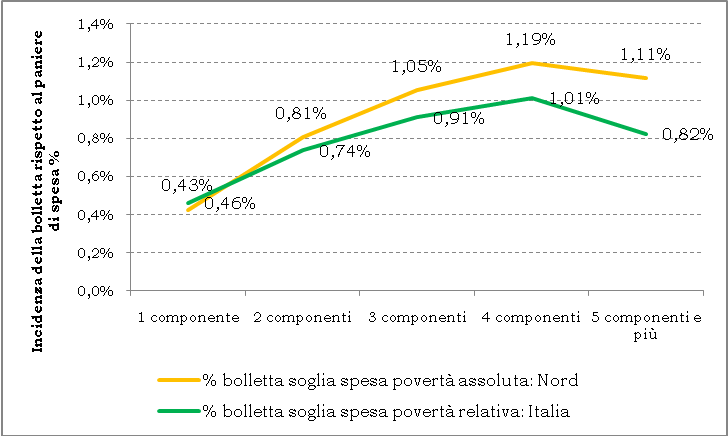 Incidenza della bolletta rispetto al paniere
di spesa %
1,4%
1,2%
1,0%
0,8%
0,6%
0,4%
0,2%
0,0%
0,43%
0,81%
1,05%
1,19%
1,11%
0,46%
0,74%
0,91%
1,01%
0,82%
1 componente
2 componenti
3 componenti
4 componenti
5 componenti e
più
% bolletta soglia spesa povertà assoluta: Nord
% bolletta soglia spesa povertà relativa: Italia